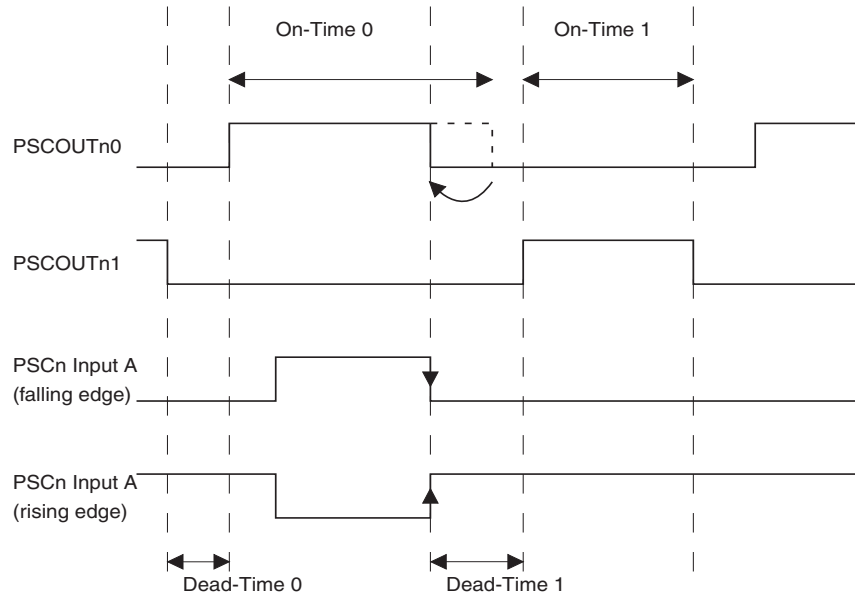 On-Time 0
On-Time 1
PSCOUTn0
PSCOUTn1
PSCn Input A
(falling edge)
PSCn Input A
(rising edge)
Dead-Time 0
Dead-Time 1